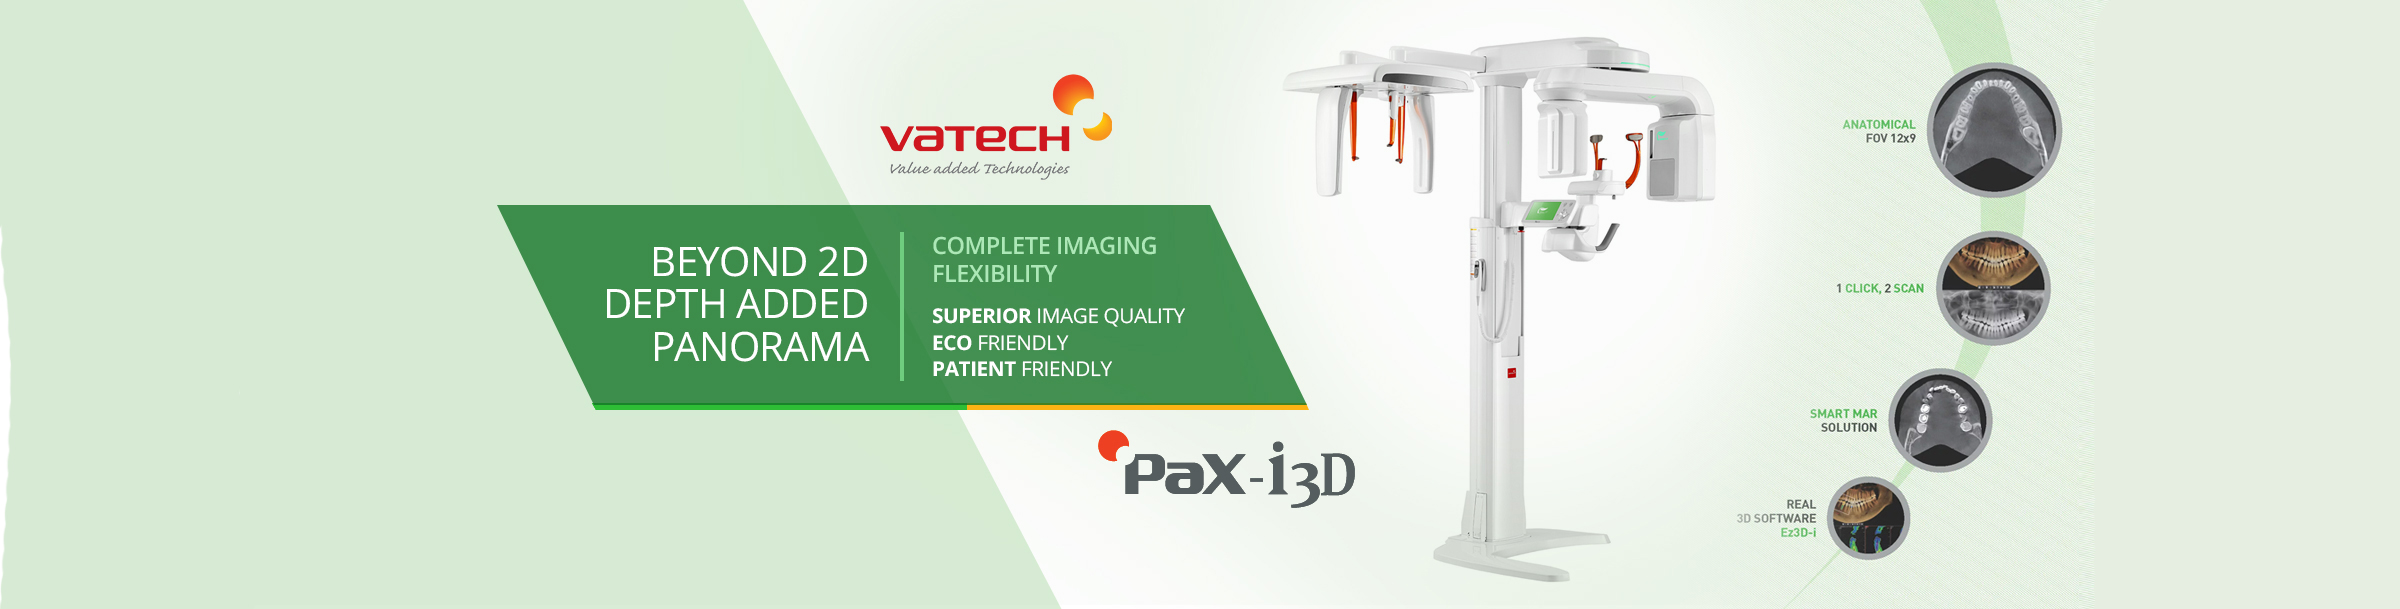 VATECH
Value added Technologies
BEYOND 2D
DEPTH ADDED
PANORAMA
COMPLETE IMAGING
FLEXIBILITY
SUPERIOR IMAGE QUALITY
ECO FRIENDLY
PATIENT FRIENDLY
PaX-i3D
ANATOMICAL
FOV 12x9
1 CLICK, 2 SCAN
SMART MAR
SOLUTION
REAL
3D SOFTWARE
Ez3D-i